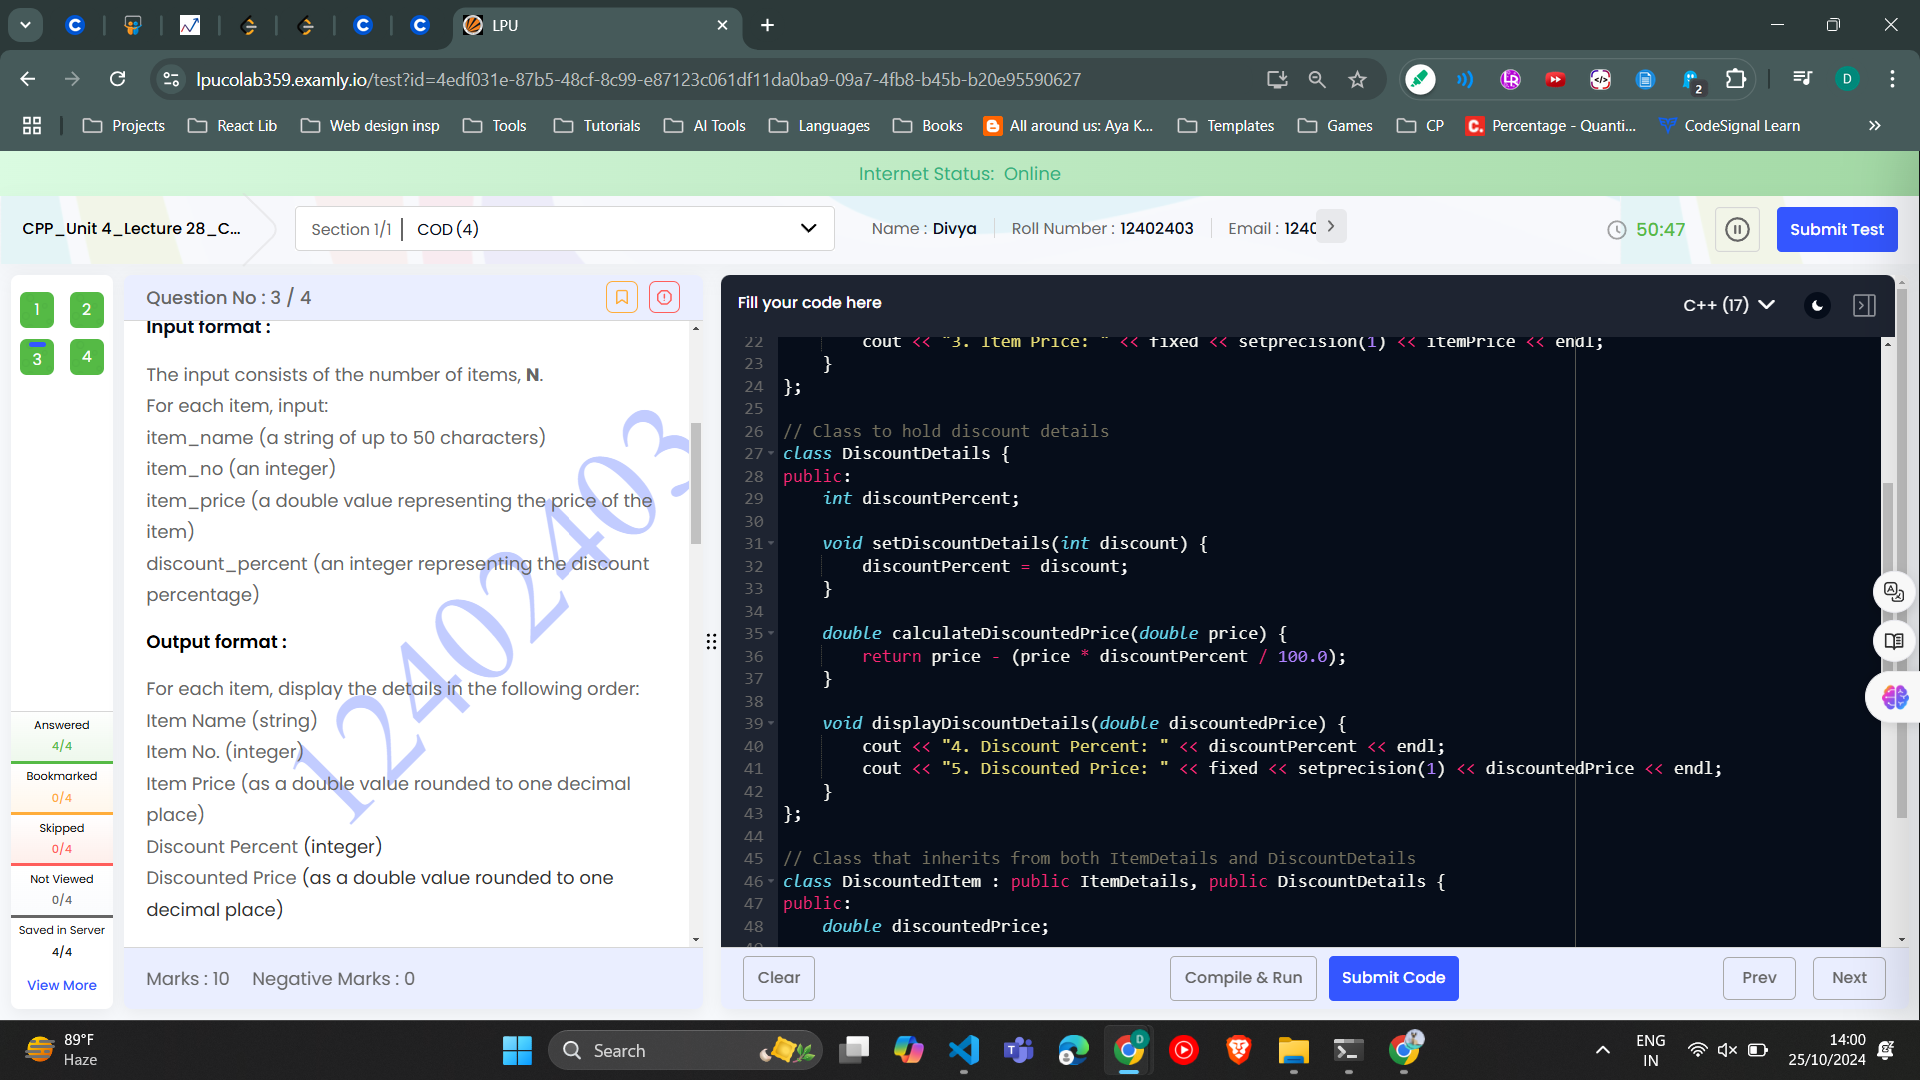 LPU
lpucolab359.examly.io/test?id=4edf031e-87b5-48cf-8c99-e87123c061df11da0ba9-09a7-4fb8-b45b-b20e95590627
2
D
Projects
React Lib
Web design insp
Tools
Tutorials
AI Tools
Languages
Books
All around us: Aya K...
Templates
Games
CP
Percentage - Quanti...
CodeSignal Learn
Internet Status: Online
CPP_Unit 4_Lecture 28_C...
Section 1/1 | COD (4)
Name : Divya
Roll Number : 12402403
Email : 1240
50:47
Submit Test
1 2
3 4
Answered
4/4
Bookmarked
0/4
Skipped
0/4
Not Viewed
0/4
Saved in Server
4/4
View More
Question No : 3 / 4
Input format :
The input consists of the number of items, N.
For each item, input:
item_name (a string of up to 50 characters)
item_no (an integer)
item_price (a double value representing the price of the
item)
discount_percent (an integer representing the discount
percentage)
Output format :
For each item, display the details in the following order:
Item Name (string)
Item No. (integer)
Item Price (as a double value rounded to one decimal
place)
Discount Percent (integer)
Discounted Price (as a double value rounded to one
decimal place)
12402403
Marks : 10 Negative Marks : 0
Fill your code here
C++ (17)
22 cout << "3. Item Price: " << fixed << setprecision(1) << itemPrice << endl;
23 }
24 };
25
26 // Class to hold discount details
27 class DiscountDetails {
28 public:
29 int discountPercent;
30
31 void setDiscountDetails(int discount) {
32 discountPercent = discount;
33 }
34
35 double calculateDiscountedPrice(double price) {
36 return price - (price * discountPercent / 100.0);
37 }
38
39 void displayDiscountDetails(double discountedPrice) {
40 cout << "4. Discount Percent: " << discountPercent << endl;
41 cout << "5. Discounted Price: " << fixed << setprecision(1) << discountedPrice << endl;
42 }
43 };
44
45 // Class that inherits from both ItemDetails and DiscountDetails
46 class DiscountedItem : public ItemDetails, public DiscountDetails {
47 public:
48 double discountedPrice;
Clear
Compile & Run
Submit Code
Prev
Next
89°F
Haze
Search
ENG
IN
14:00
25/10/2024